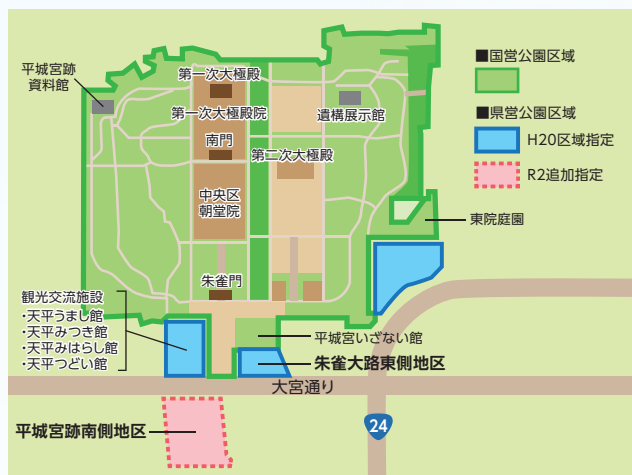 平城宮跡
資料館
第一次大極殿
第一次大極殿院
南門
遺構展示館
第二次大極殿
中央区
朝堂院
朱雀門
東院庭園
観光交流施設
・天平うまし館
・天平みつき館
・天平みはらし館
・天平つどい館
平城宮いざない館
朱雀大路東側地区
大宮通り
平城宮跡南側地区
24
■国営公園区域
■県営公園区域
H20区域指定
R2追加指定